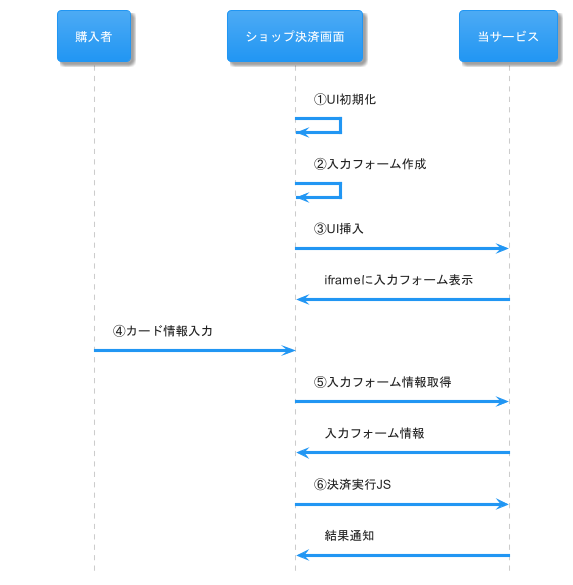 購入者
ショップ決済画面
当サービス
①UI初期化
②入力フォーム作成
③UI挿入
iframeに入力フォーム表示
④カード情報入力
⑤入力フォーム情報取得
入力フォーム情報
⑥決済実行JS
結果通知